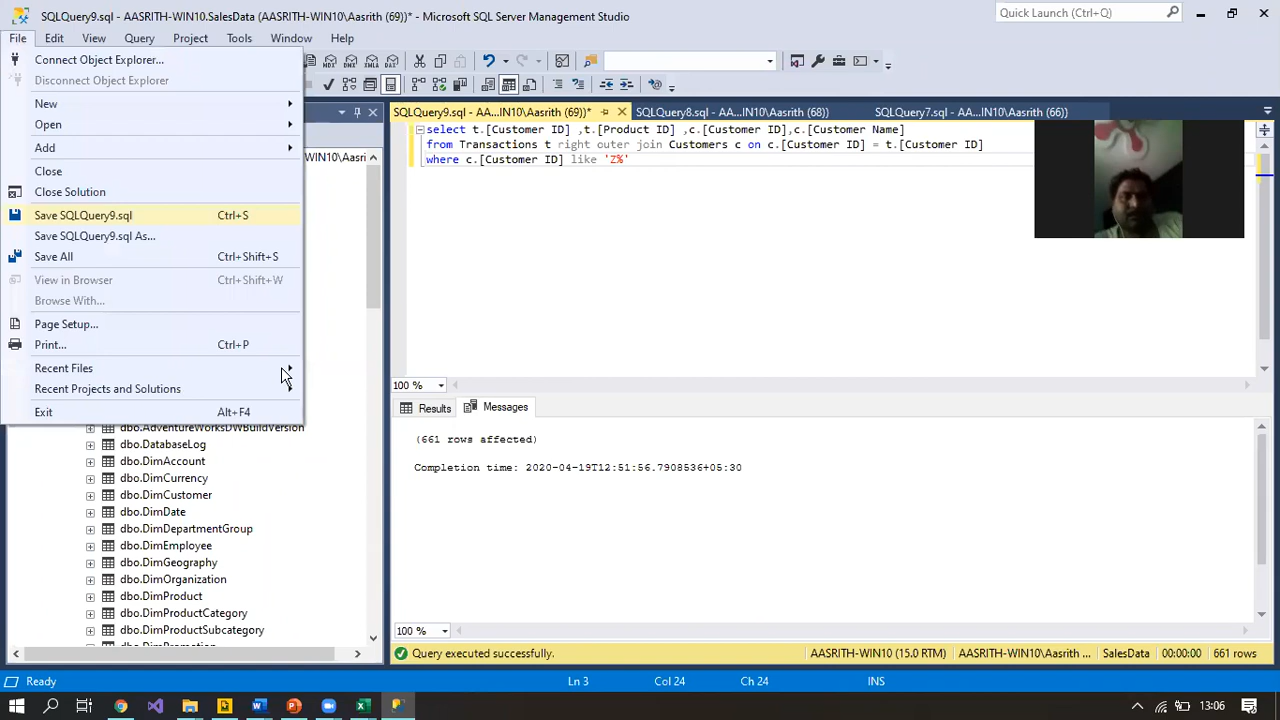 SQLQuery9.sql - AASRITH-WIN10.SalesData (AASRITH-WIN10\Aasrith (69))* - Microsoft SQL Server Management Studio
Quick Launch (Ctrl+Q)
File Edit View Query Project Tools Window Help
Connect Object Explorer...
Disconnect Object Explorer
New
Open
Add
Close
Close Solution
Save SQLQuery9.sql Ctrl+S
Save SQLQuery9.sql As...
Save All Ctrl+Shift+S
View in Browser Ctrl+Shift+W
Browse With...
Page Setup...
Print... Ctrl+P
Recent Files
Recent Projects and Solutions
Exit Alt+F4
WIN10\Aasri
dbo.AdventureWorksDWBuildVersion
dbo.DatabaseLog
dbo.DimAccount
dbo.DimCurrency
dbo.DimCustomer
dbo.DimDate
dbo.DimDepartmentGroup
dbo.DimEmployee
dbo.DimGeography
dbo.DimOrganization
dbo.DimProduct
dbo.DimProductCategory
dbo.DimProductSubcategory
SQLQuery9.sql - AA...IN10\Aasrith (69))* SQLQuery8.sql - AA...IN10\Aasrith (68)) SQLQuery7.sql - AA...IN10\Aasrith (66))
select t.[Customer ID] ,t.[Product ID] ,c.[Customer ID],c.[Customer Name]
from Transactions t right outer join Customers c on c.[Customer ID] = t.[Customer ID]
where c.[Customer ID] like 'Z%'
100 %
Results Messages
(661 rows affected)
Completion time: 2020-04-19T12:51:56.7908536+05:30
100 %
Query executed successfully. AASRITH-WIN10 (15.0 RTM) AASRITH-WIN10\Aasrith ... SalesData 00:00:00 661 rows
Ready Ln 3 Col 24 Ch 24 INS
13:06